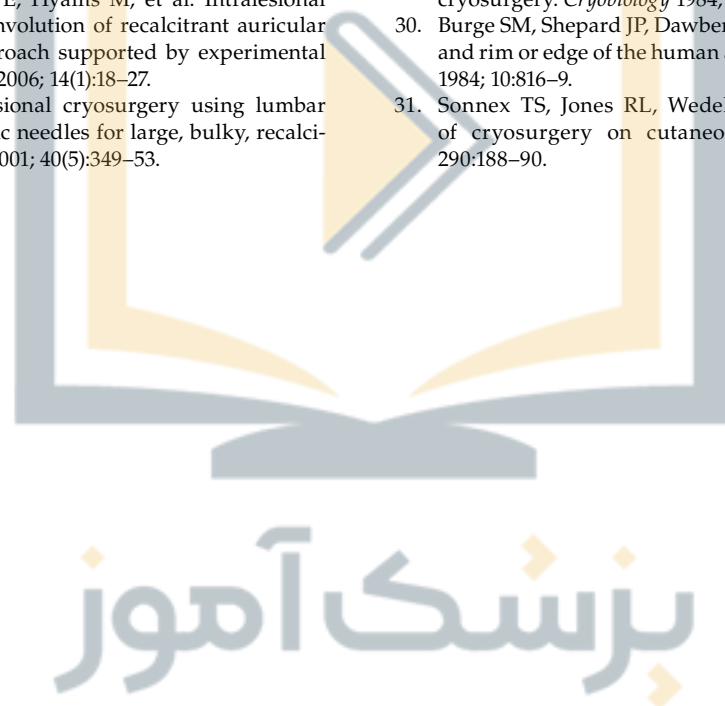 E, Hyams M, et al. Intralesional
nvolution of recalcitrant auricular
roach supported by experimental
2006; 14(1):18–27.
sional cryosurgery using lumbar
c needles for large, bulky, recalci-
001; 40(5):349–53.
cryosurgery. Cryobiology 1984,
30. Burge SM, Shepard JP, Dawber
and rim or edge of the human
1984; 10:816–9.
31. Sonnex TS, Jones RL, Wedel
of cryosurgery on cutaneo
290:188–90.
پزشک آموز